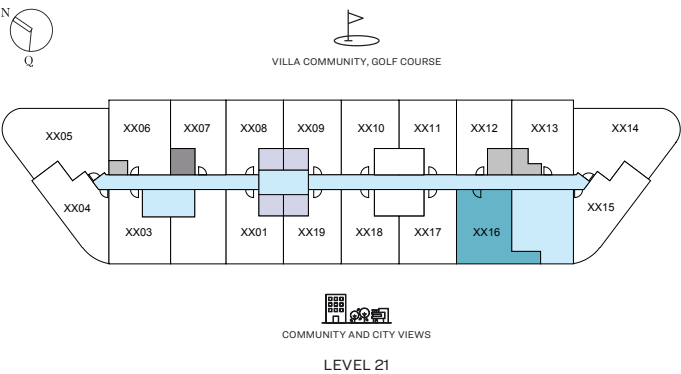 N
Q
VILLA COMMUNITY, GOLF COURSE
XX05
XX06
XX07
XX08
XX09
XX10
XX11
XX12
XX13
XX14
XX04
XX03
XX01
XX19
XX18
XX17
XX16
XX15
COMMUNITY AND CITY VIEWS
LEVEL 21